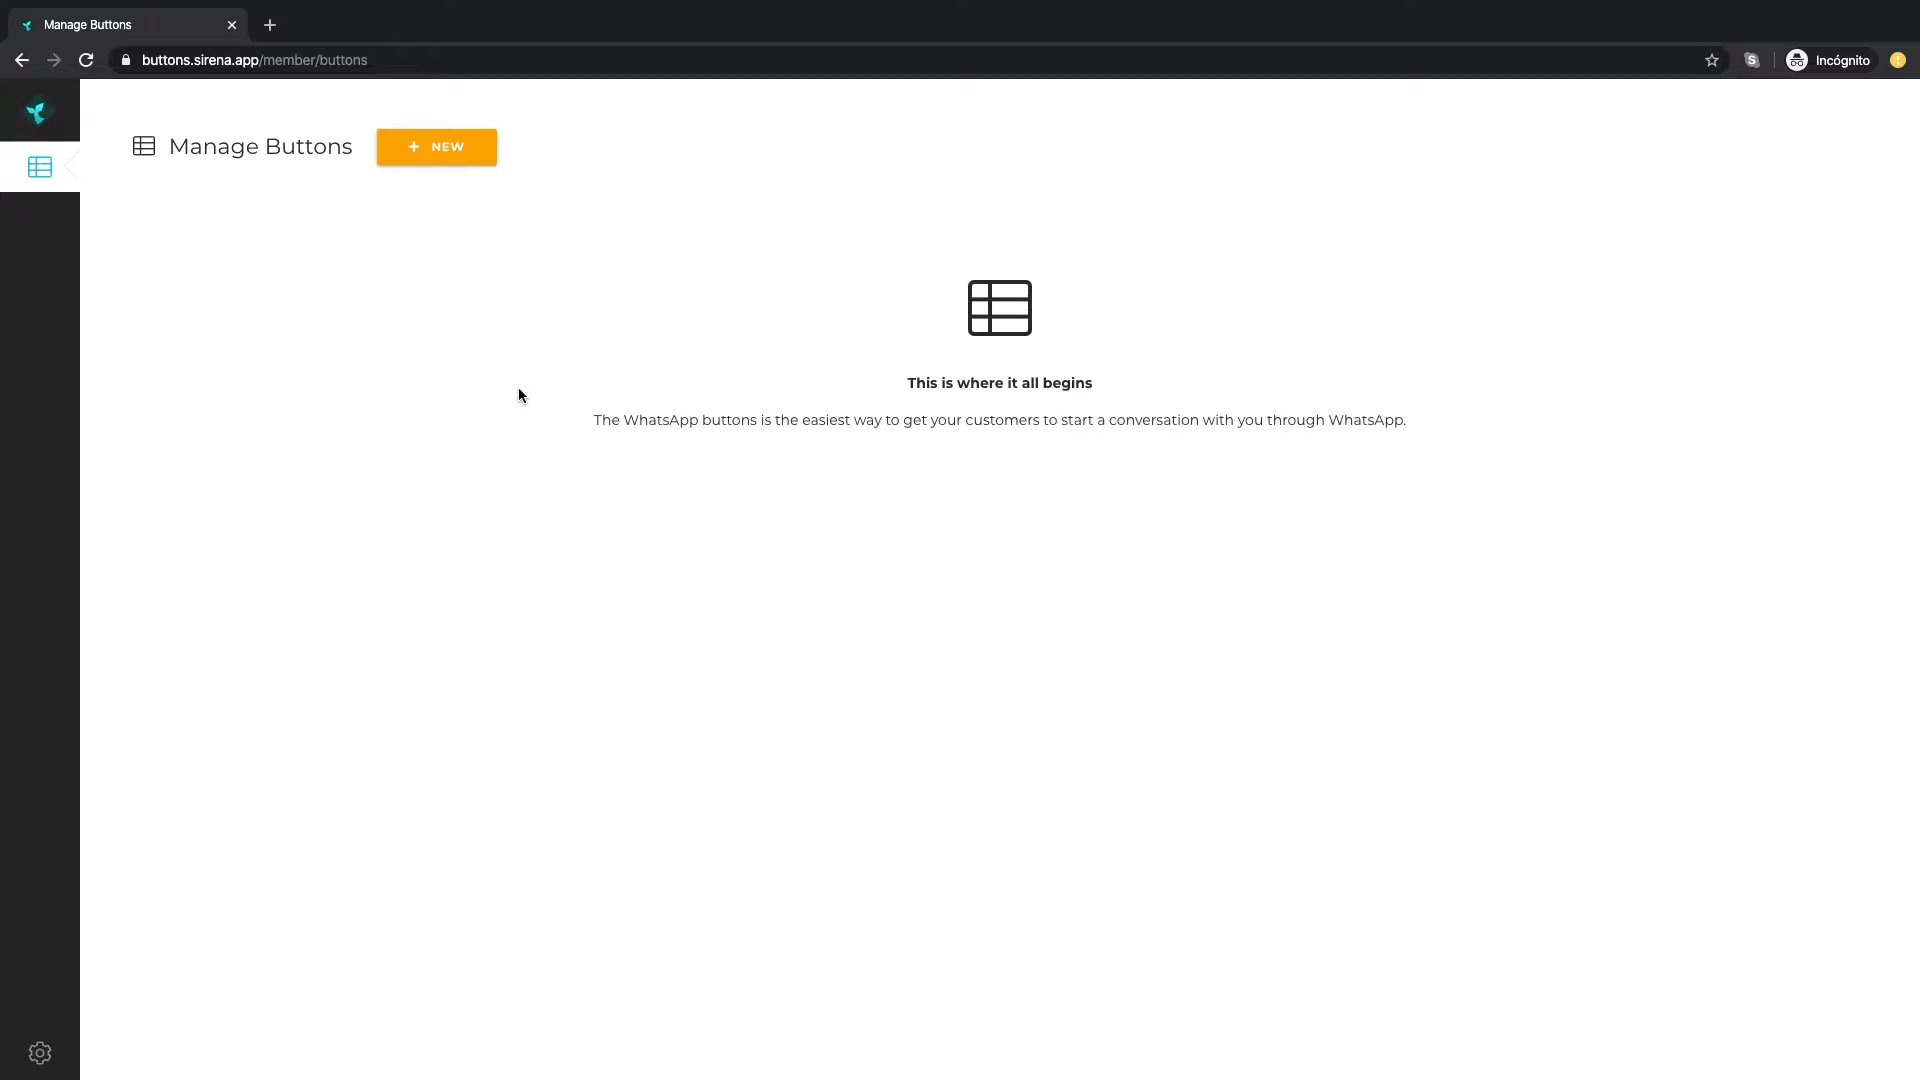 Manage Buttons
buttons.sirena.app/member/buttons
S
Incógnito
Manage Buttons
+ NEW
This is where it all begins
The WhatsApp buttons is the easiest way to get your customers to start a conversation with you through WhatsApp.